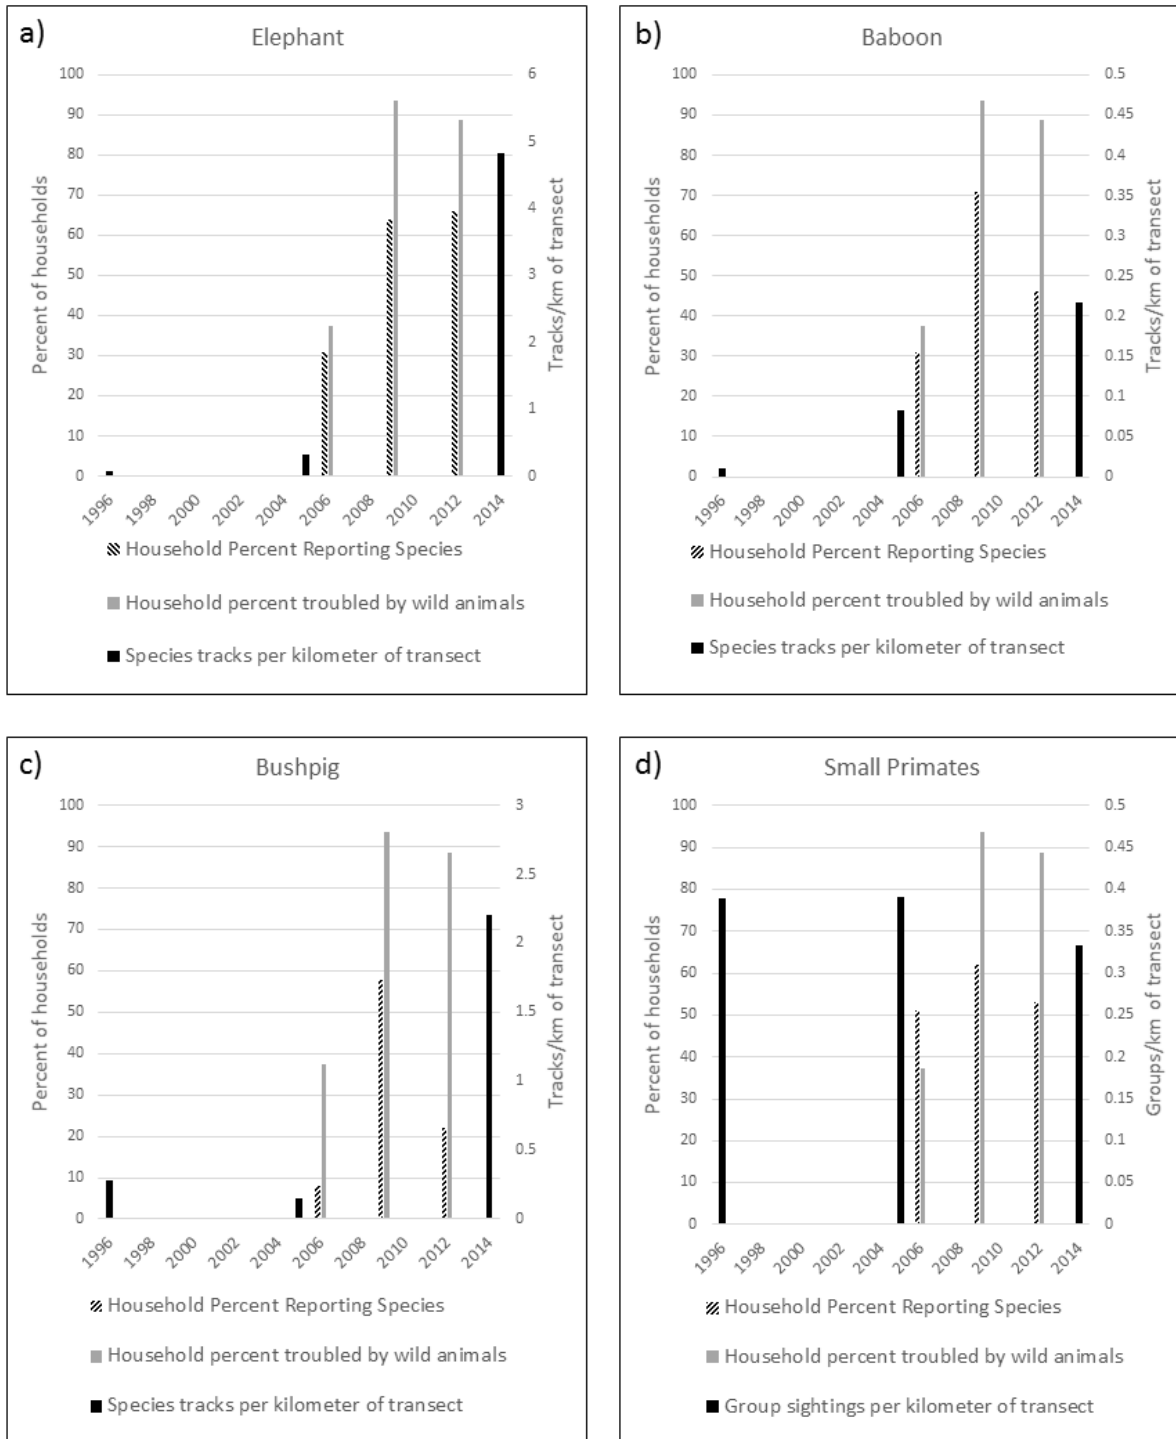 a)
Elephant
100
90
80
70
60
50
40
30
20
10
0
Percent of households
6
5
4
3
2
1
0
Tracks/km of transect
1996 1998 2000 2002 2004 2006 2008 2010 2012 2014
Household Percent Reporting Species
Household percent troubled by wild animals
Species tracks per kilometer of transect
b)
Baboon
100
90
80
70
60
50
40
30
20
10
0
Percent of households
0.5
0.45
0.4
0.35
0.3
0.25
0.2
0.15
0.1
0.05
0
Tracks/km of transect
1996 1998 2000 2002 2004 2006 2008 2010 2012 2014
Household Percent Reporting Species
Household percent troubled by wild animals
Species tracks per kilometer of transect
c)
Bushpig
100
90
80
70
60
50
40
30
20
10
0
Percent of households
3
2.5
2
1.5
1
0.5
0
Tracks/km of transect
1996 1998 2000 2002 2004 2006 2008 2010 2012 2014
Household Percent Reporting Species
Household percent troubled by wild animals
Species tracks per kilometer of transect
d)
Small Primates
100
90
80
70
60
50
40
30
20
10
0
Percent of households
0.5
0.45
0.4
0.35
0.3
0.25
0.2
0.15
0.1
0.05
0
Groups/km of transect
1996 1998 2000 2002 2004 2006 2008 2010 2012 2014
Household Percent Reporting Species
Household percent troubled by wild animals
Group sightings per kilometer of transect